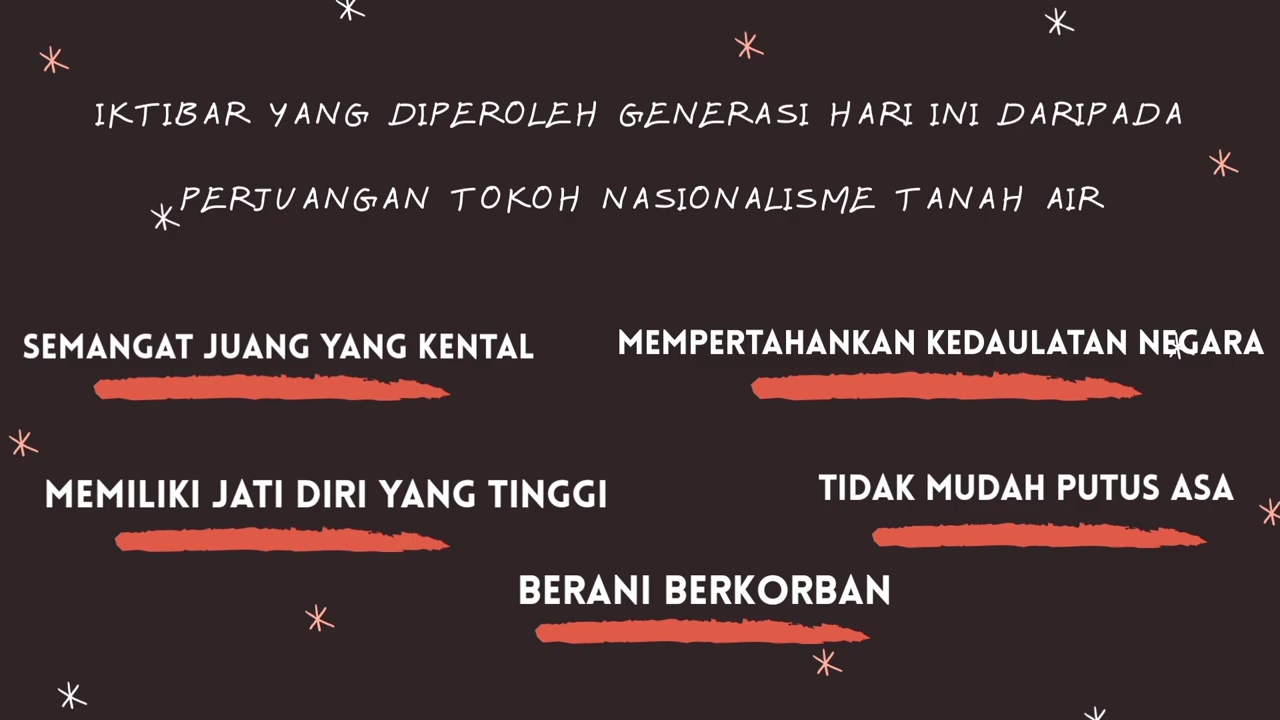 IKTIBAR YANG DIPEROLEH GENERASI HARI INI DARIPADA
PERJUANGAN TOKOH NASIONALISME TANAH AIR
SEMANGAT JUANG YANG KENTAL
MEMPERTAHANKAN KEDAULATAN NEGARA
MEMILIKI JATI DIRI YANG TINGGI
TIDAK MUDAH PUTUS ASA
BERANI BERKORBAN